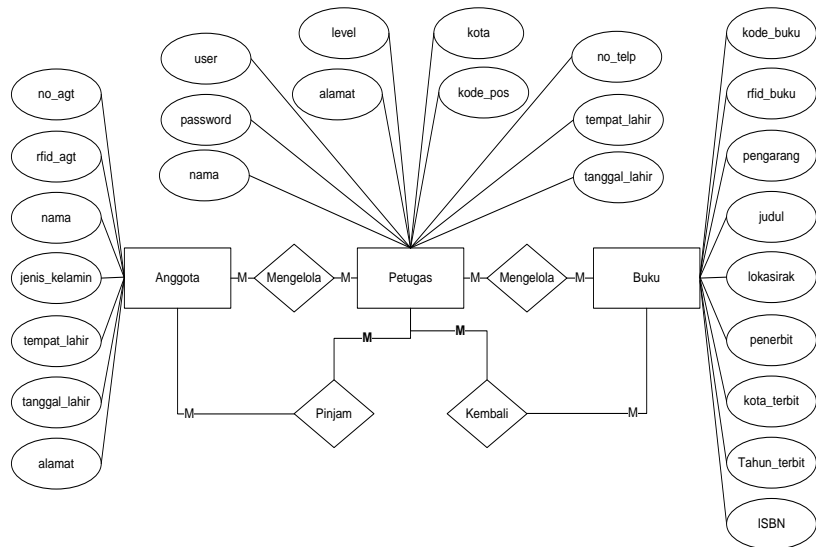 level
kota
kode_buku
user
no_telp
no_agt
alamat
kode_pos
rfid_buku
password
tempat_lahir
rfid_agt
pengarang
nama
tanggal_lahir
nama
judul
jenis_kelamin
Anggota
M
Mengelola
M
Petugas
M
Mengelola
M
Buku
lokasirak
tempat_lahir
M
M
penerbit
tanggal_lahir
M
Pinjam
Kembali
M
kota_terbit
alamat
Tahun_terbit
ISBN